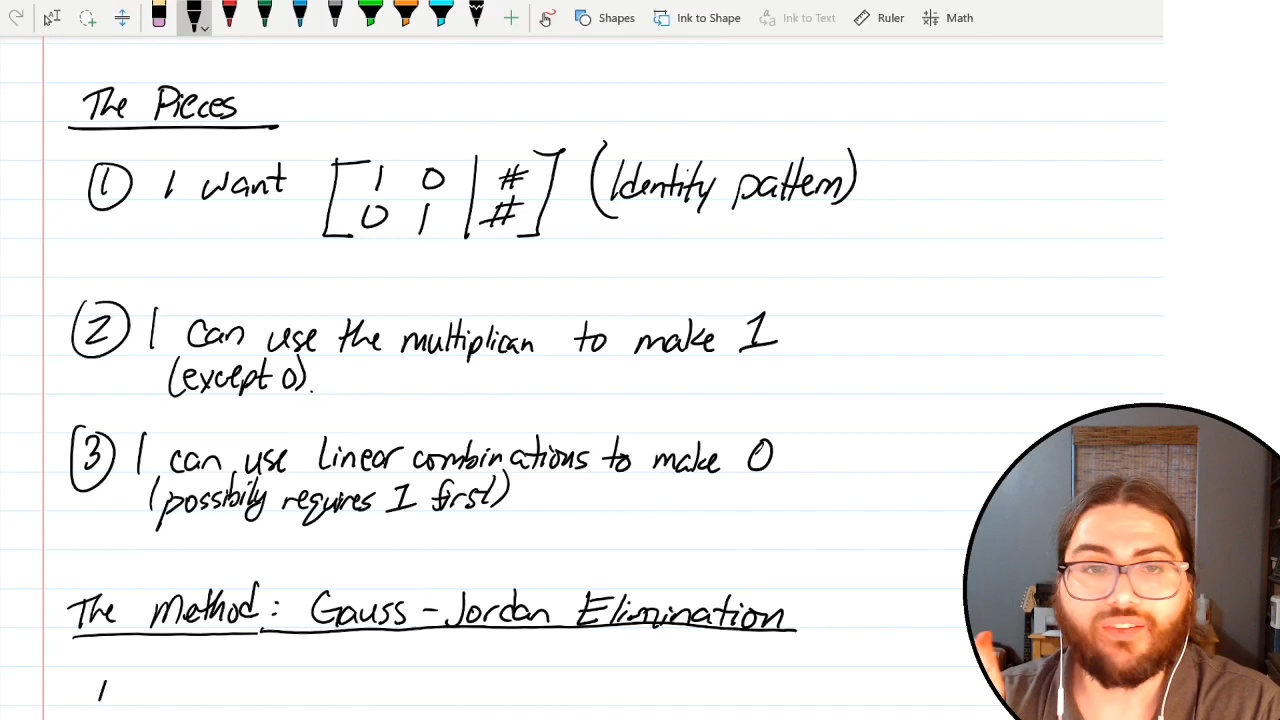 Shapes Ink to Shape Ink to Text Ruler Math
The Pieces
① I want [ 1 0 | # ] (Identity pattern)
[ 0 1 | # ]
② I can use the multiplican to make 1
(except 0).
③ I can use linear combinations to make 0
(possibily requires 1 first)
The Method: Gauss-Jordan Elimination
1